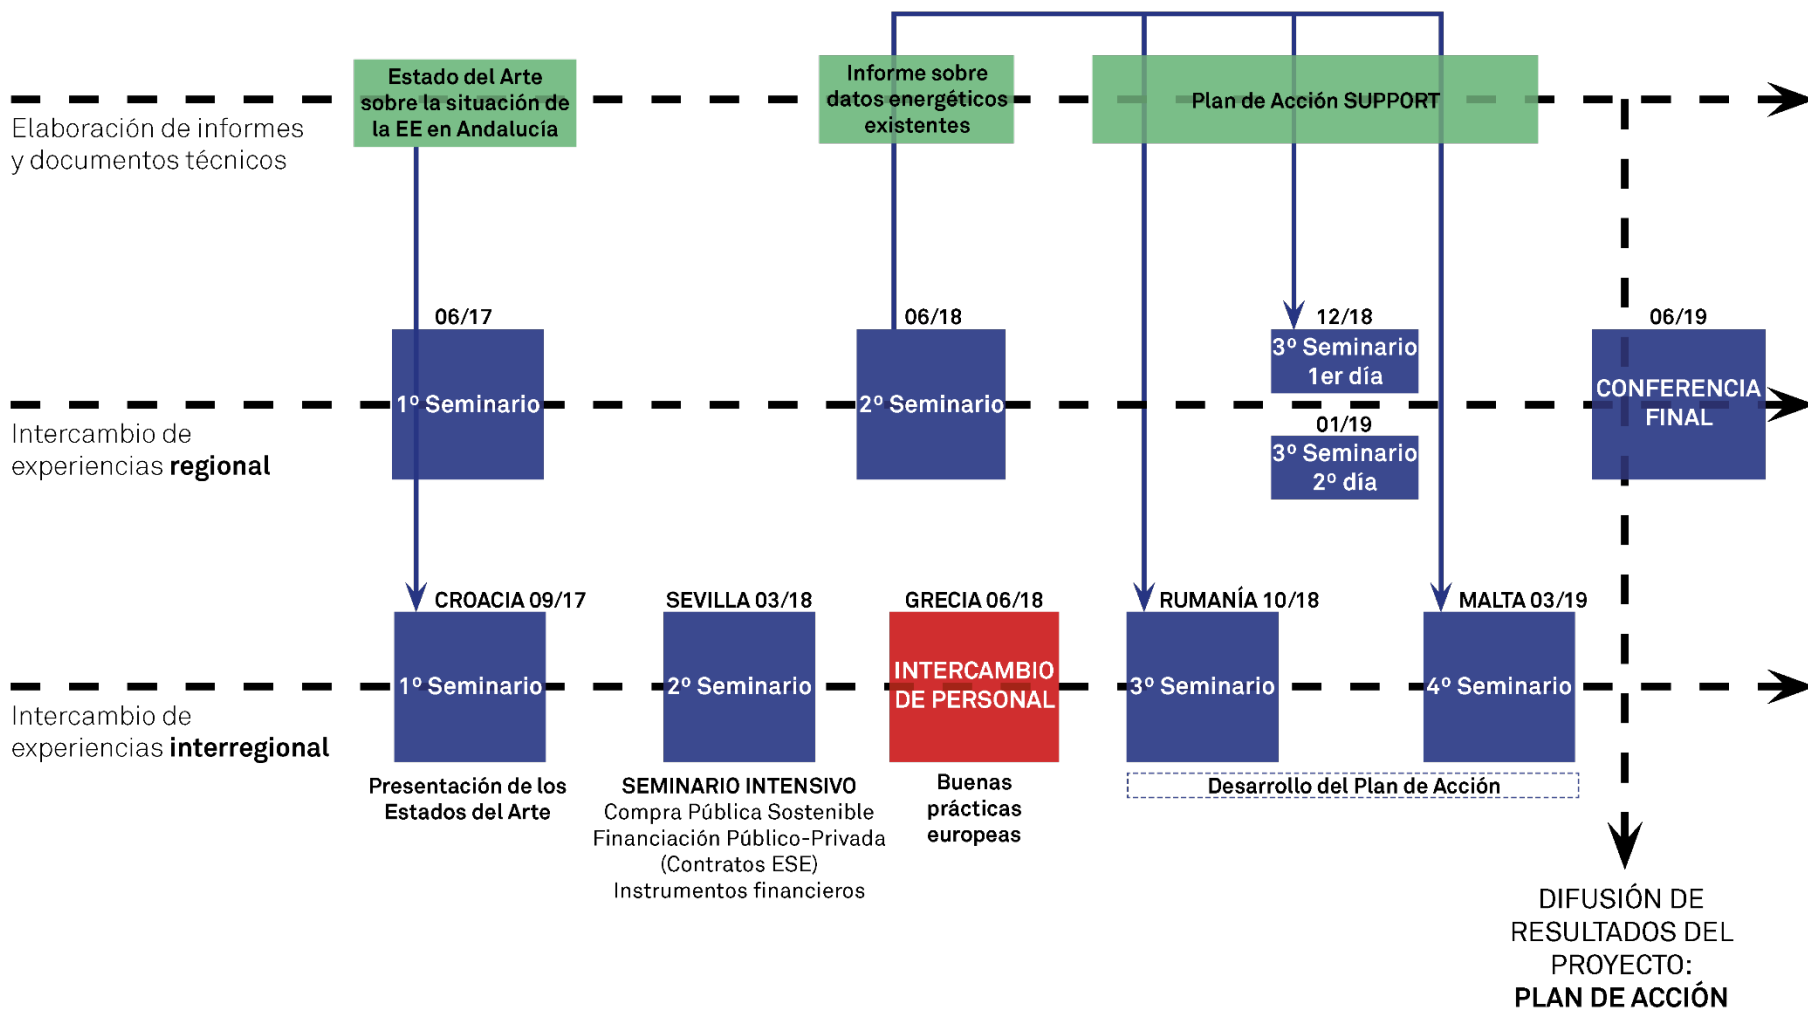 Estado del Arte
sobre la situación de
la EE en Andalucía
Informe sobre
datos energéticos
existentes
Plan de Acción SUPPORT
Elaboración de informes
y documentos técnicos
06/17
1º Seminario
06/18
2º Seminario
12/18
3º Seminario
1er día
01/19
3º Seminario
2º día
06/19
CONFERENCIA
FINAL
Intercambio de
experiencias regional
CROACIA 09/17
1º Seminario
Presentación de los
Estados del Arte
SEVILLA 03/18
2º Seminario
SEMINARIO INTENSIVO
Compra Pública Sostenible
Financiación Público-Privada
(Contratos ESE)
Instrumentos financieros
GRECIA 06/18
INTERCAMBIO
DE PERSONAL
Buenas
prácticas
europeas
RUMANÍA 10/18
3º Seminario
MALTA 03/19
4º Seminario
Desarrollo del Plan de Acción
Intercambio de
experiencias interregional
DIFUSIÓN DE
RESULTADOS DEL
PROYECTO:
PLAN DE ACCIÓN